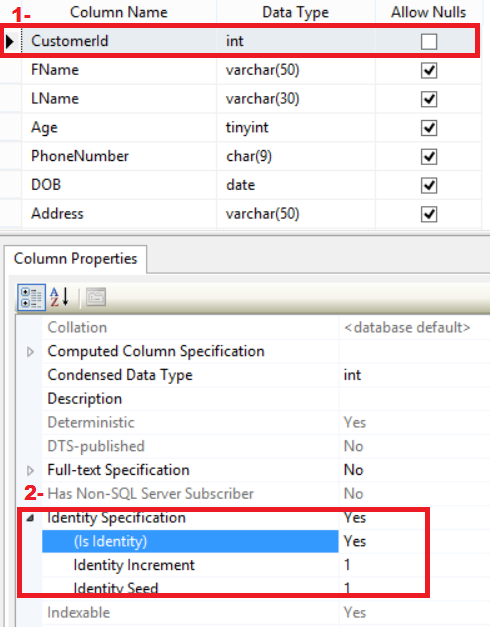 Column Name Data Type Allow Nulls
1-
CustomerId int
FName varchar(50)
LName varchar(30)
Age tinyint
PhoneNumber char(9)
DOB date
Address varchar(50)
Column Properties
A Z
Collation <database default>
Computed Column Specification
Condensed Data Type int
Description
Deterministic Yes
DTS-published No
Full-text Specification No
2-
Has Non-SQL Server Subscriber No
Identity Specification Yes
(Is Identity) Yes
Identity Increment 1
Identity Seed 1
Indexable Yes